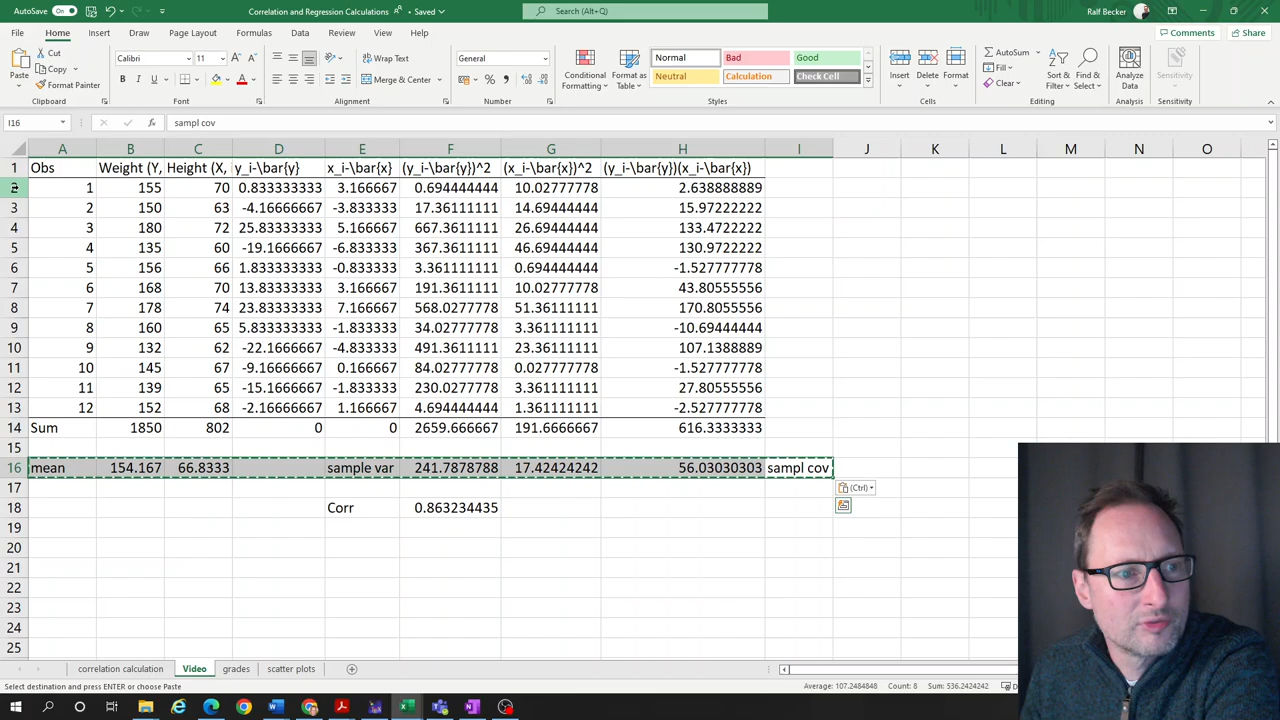 AutoSave On Correlation and Regression Calculations • Saved Search (Alt+Q) Ralf Becker
File Home Insert Draw Page Layout Formulas Data Review View Help Comments Share
Paste Cut Copy Format Painter Clipboard
Calibri 11 B I U Font
Wrap Text Merge & Center Alignment
General Number
Conditional Formatting Format as Table Normal Bad Good Neutral Calculation Check Cell Styles
Insert Delete Format Cells
AutoSum Fill Clear Sort & Filter Find & Select Editing
Analyze Data Analysis
Sensitivity Sensitivity
I16 fx sampl cov
A B C D E F G H I J K L M N O
1 Obs Weight (Y, Height (X, y_i-\bar{y} x_i-\bar{x} (y_i-\bar{y})^2 (x_i-\bar{x})^2 (y_i-\bar{y})(x_i-\bar{x})
2 1 155 70 0.833333333 3.166667 0.694444444 10.02777778 2.638888889
3 2 150 63 -4.16666667 -3.833333 17.36111111 14.69444444 15.97222222
4 3 180 72 25.83333333 5.166667 667.3611111 26.69444444 133.4722222
5 4 135 60 -19.1666667 -6.833333 367.3611111 46.69444444 130.9722222
6 5 156 66 1.833333333 -0.833333 3.361111111 0.694444444 -1.527777778
7 6 168 70 13.83333333 3.166667 191.3611111 10.02777778 43.80555556
8 7 178 74 23.83333333 7.166667 568.0277778 51.36111111 170.8055556
9 8 160 65 5.833333333 -1.833333 34.02777778 3.361111111 -10.69444444
10 9 132 62 -22.1666667 -4.833333 491.3611111 23.36111111 107.1388889
11 10 145 67 -9.16666667 0.166667 84.02777778 0.027777778 -1.527777778
12 11 139 65 -15.1666667 -1.833333 230.0277778 3.361111111 27.80555556
13 12 152 68 -2.16666667 1.166667 4.694444444 1.361111111 -2.527777778
14 Sum 1850 802 0 0 2659.666667 191.6666667 616.3333333
15
16 mean 154.167 66.8333 sample var 241.7878788 17.42424242 56.03030303 sampl cov
17 (Ctrl)
18 Corr 0.863234435
19
20
21
22
23
24
25
correlation calculation Video grades scatter plots
Select destination and press ENTER or choose Paste Average: 107.2484848 Count: 8 Sum: 536.2424242